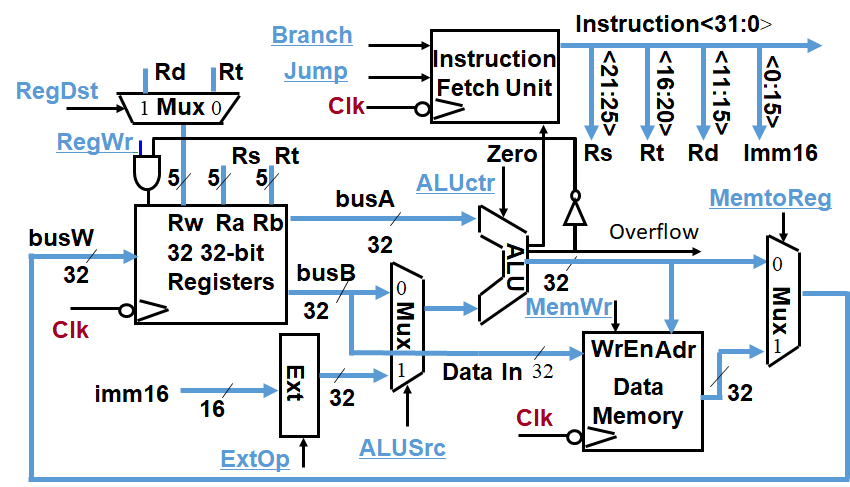 Instruction<31:0>
Branch
Jump
Clk
Instruction
Fetch Unit
<21:25>
<16:20>
<11:15>
<0:15>
Rs
Rt
Rd
Imm16
Rd
Rt
RegDst
1 Mux 0
RegWr
5
5
5
Rs
Rt
Zero
ALUctr
MemtoReg
busW
32
Rw Ra Rb
32 32-bit
Registers
Clk
busA
32
busB
32
ALU
Overflow
32
0
Mux
1
0
Mux
1
MemWr
WrEn Adr
Data
Memory
Data In 32
Clk
32
imm16
16
Ext
32
ExtOp
ALUSrc